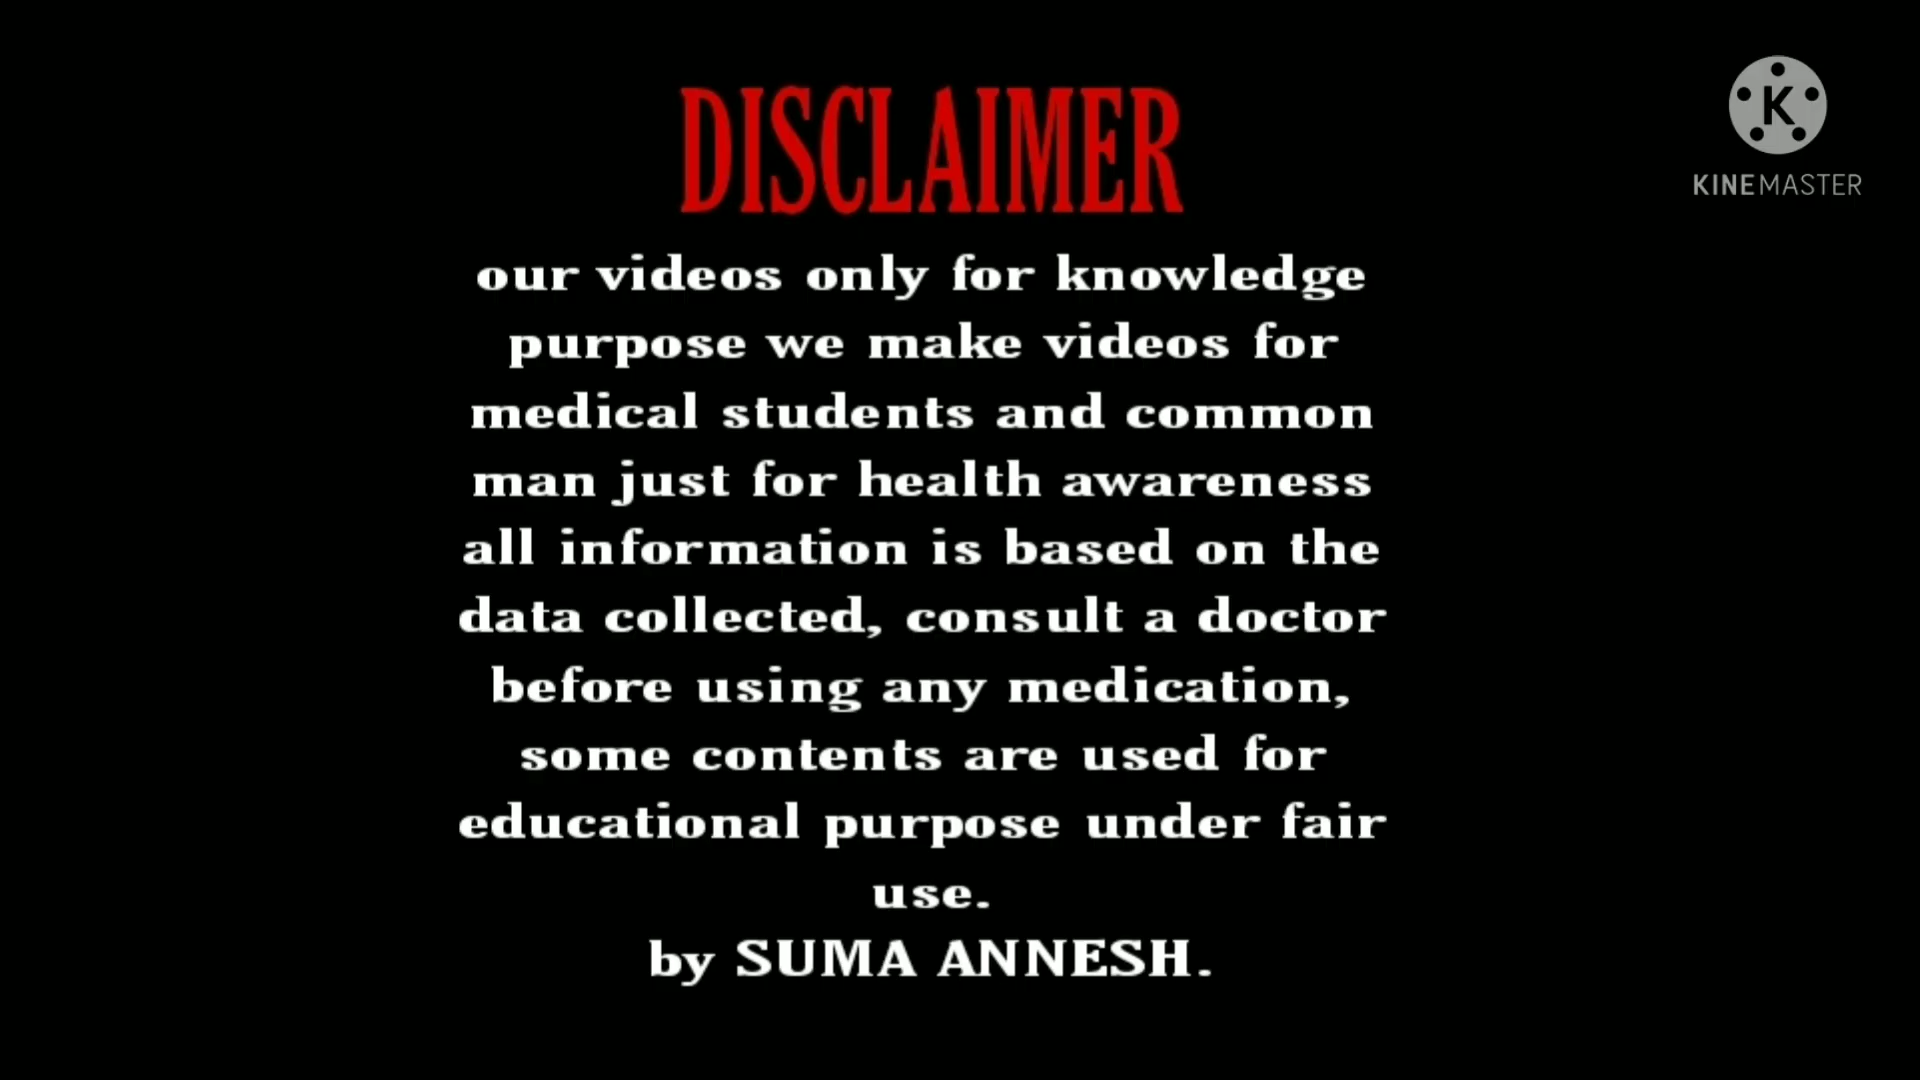 DISCLAIMER
K
KINEMASTER
our videos only for knowledge
purpose we make videos for
medical students and common
man just for health awareness
all information is based on the
data collected, consult a doctor
before using any medication,
some contents are used for
educational purpose under fair
use.
by SUMA ANNESH.